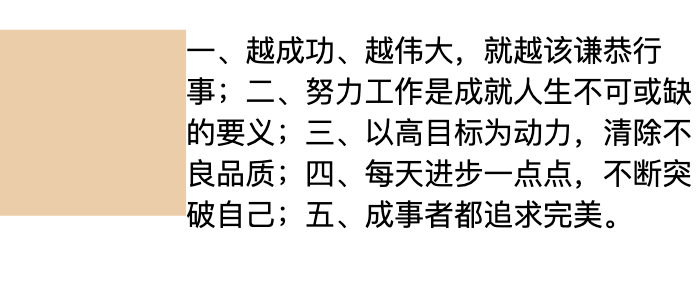 一、越成功、越伟大，就越该谦恭行
事；二、努力工作是成就人生不可或缺
的要义；三、以高目标为动力，清除不
良品质；四、每天进步一点点，不断突
破自己；五、成事者都追求完美。